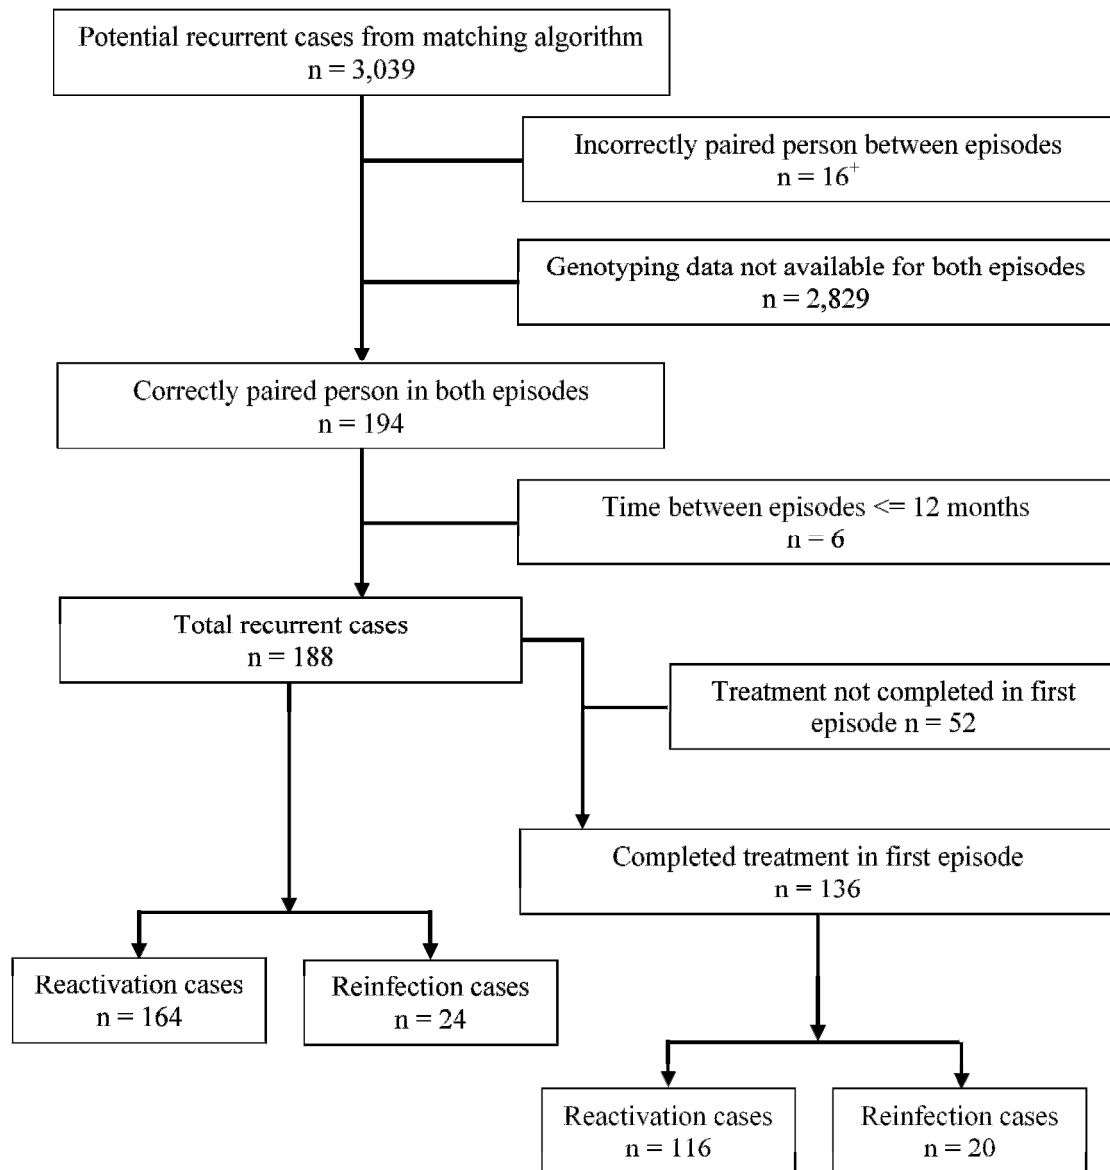 Potential recurrent cases from matching algorithm
n = 3,039
Incorrectly paired person between episodes
n = 16⁺
Genotyping data not available for both episodes
n = 2,829
Correctly paired person in both episodes
n = 194
Time between episodes <= 12 months
n = 6
Total recurrent cases
n = 188
Treatment not completed in first
episode n = 52
Completed treatment in first episode
n = 136
Reactivation cases
n = 164
Reinfection cases
n = 24
Reactivation cases
n = 116
Reinfection cases
n = 20